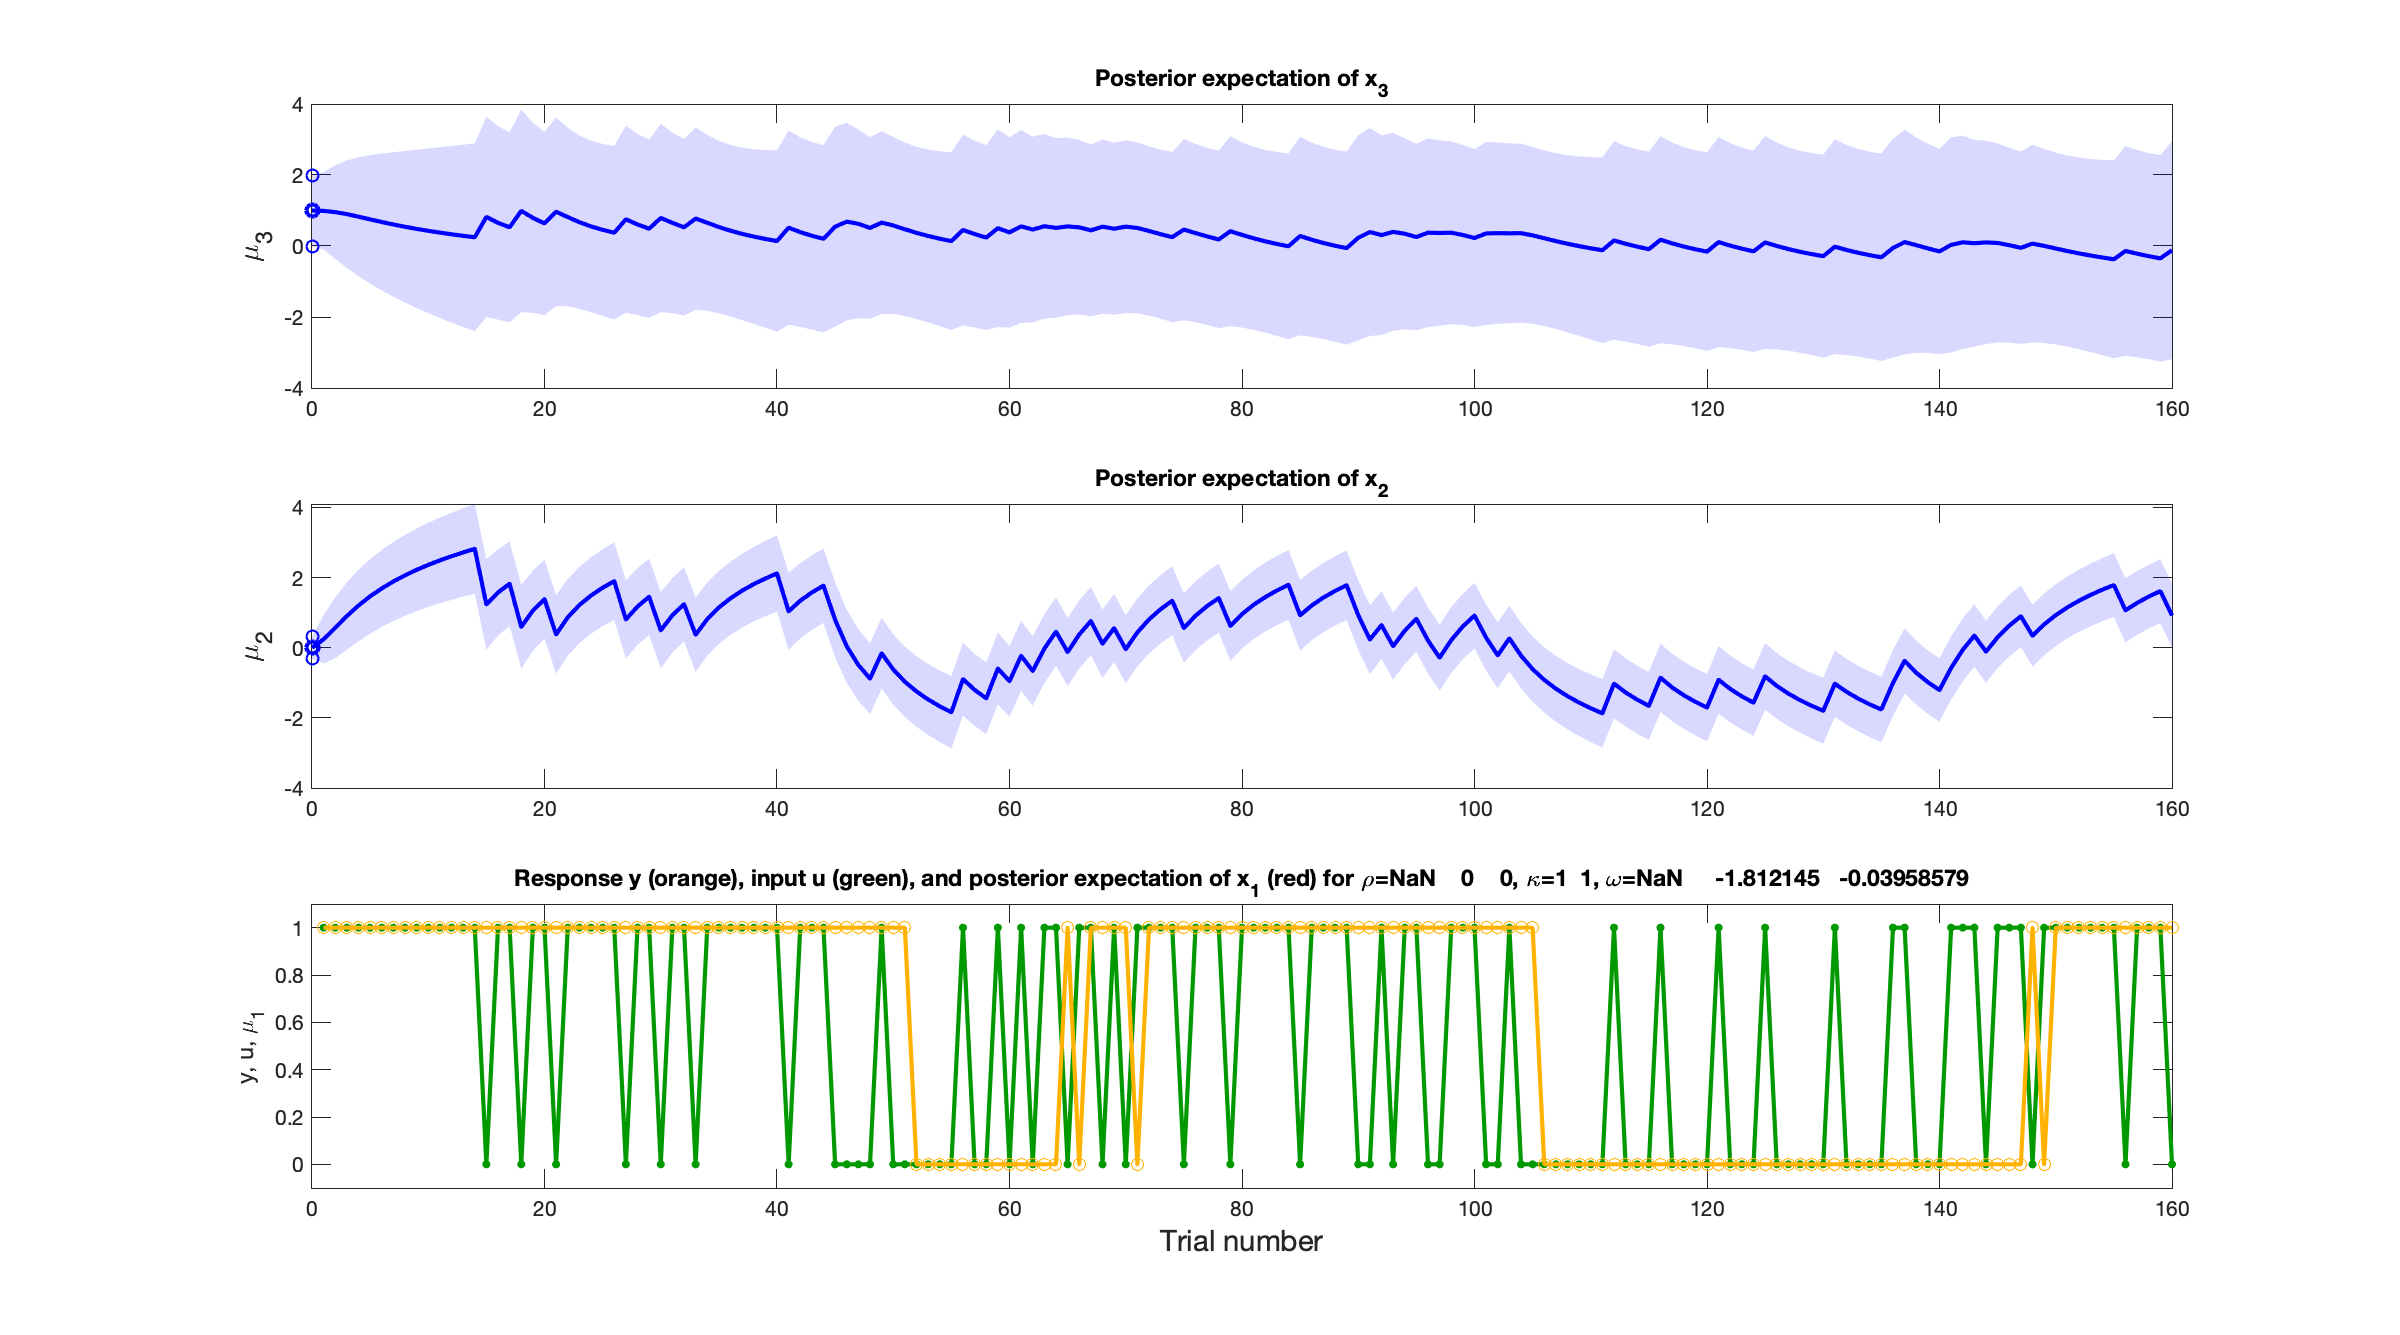 Posterior expectation of x3
μ3
4
2
0
-2
-4
0 20 40 60 80 100 120 140 160
Posterior expectation of x2
μ2
4
2
0
-2
-4
0 20 40 60 80 100 120 140 160
Response y (orange), input u (green), and posterior expectation of x1 (red) for ρ=NaN 0 0, κ=1 1, ω=NaN -1.812145 -0.03958579
y, u, μ1
1
0.8
0.6
0.4
0.2
0
0 20 40 60 80 100 120 140 160
Trial number